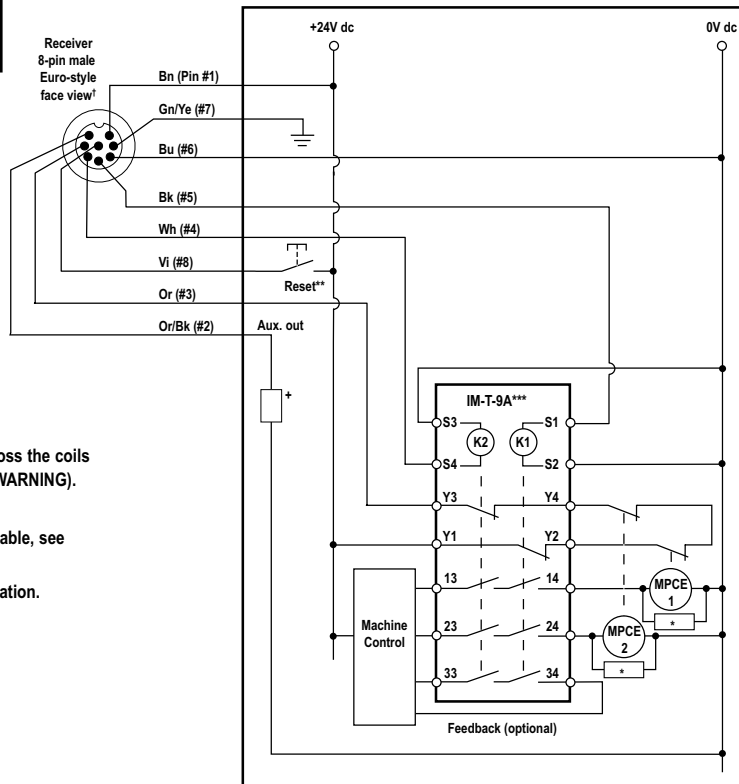 +24V dc
0V dc
Receiver
8-pin male
Euro-style
face view†
Bn (Pin #1)
Gn/Ye (#7)
Bu (#6)
Bk (#5)
Wh (#4)
Vi (#8)
Reset**
Or (#3)
Or/Bk (#2)
Aux. out
+
IM-T-9A***
S3
S1
K2
K1
S4
S2
Y3
Y4
Y1
Y2
13
14
MPCE
1
Machine
Control
23
24
MPCE
2
*
*
33
34
Feedback (optional)
oss the coils
WARNING).
able, see
ation.